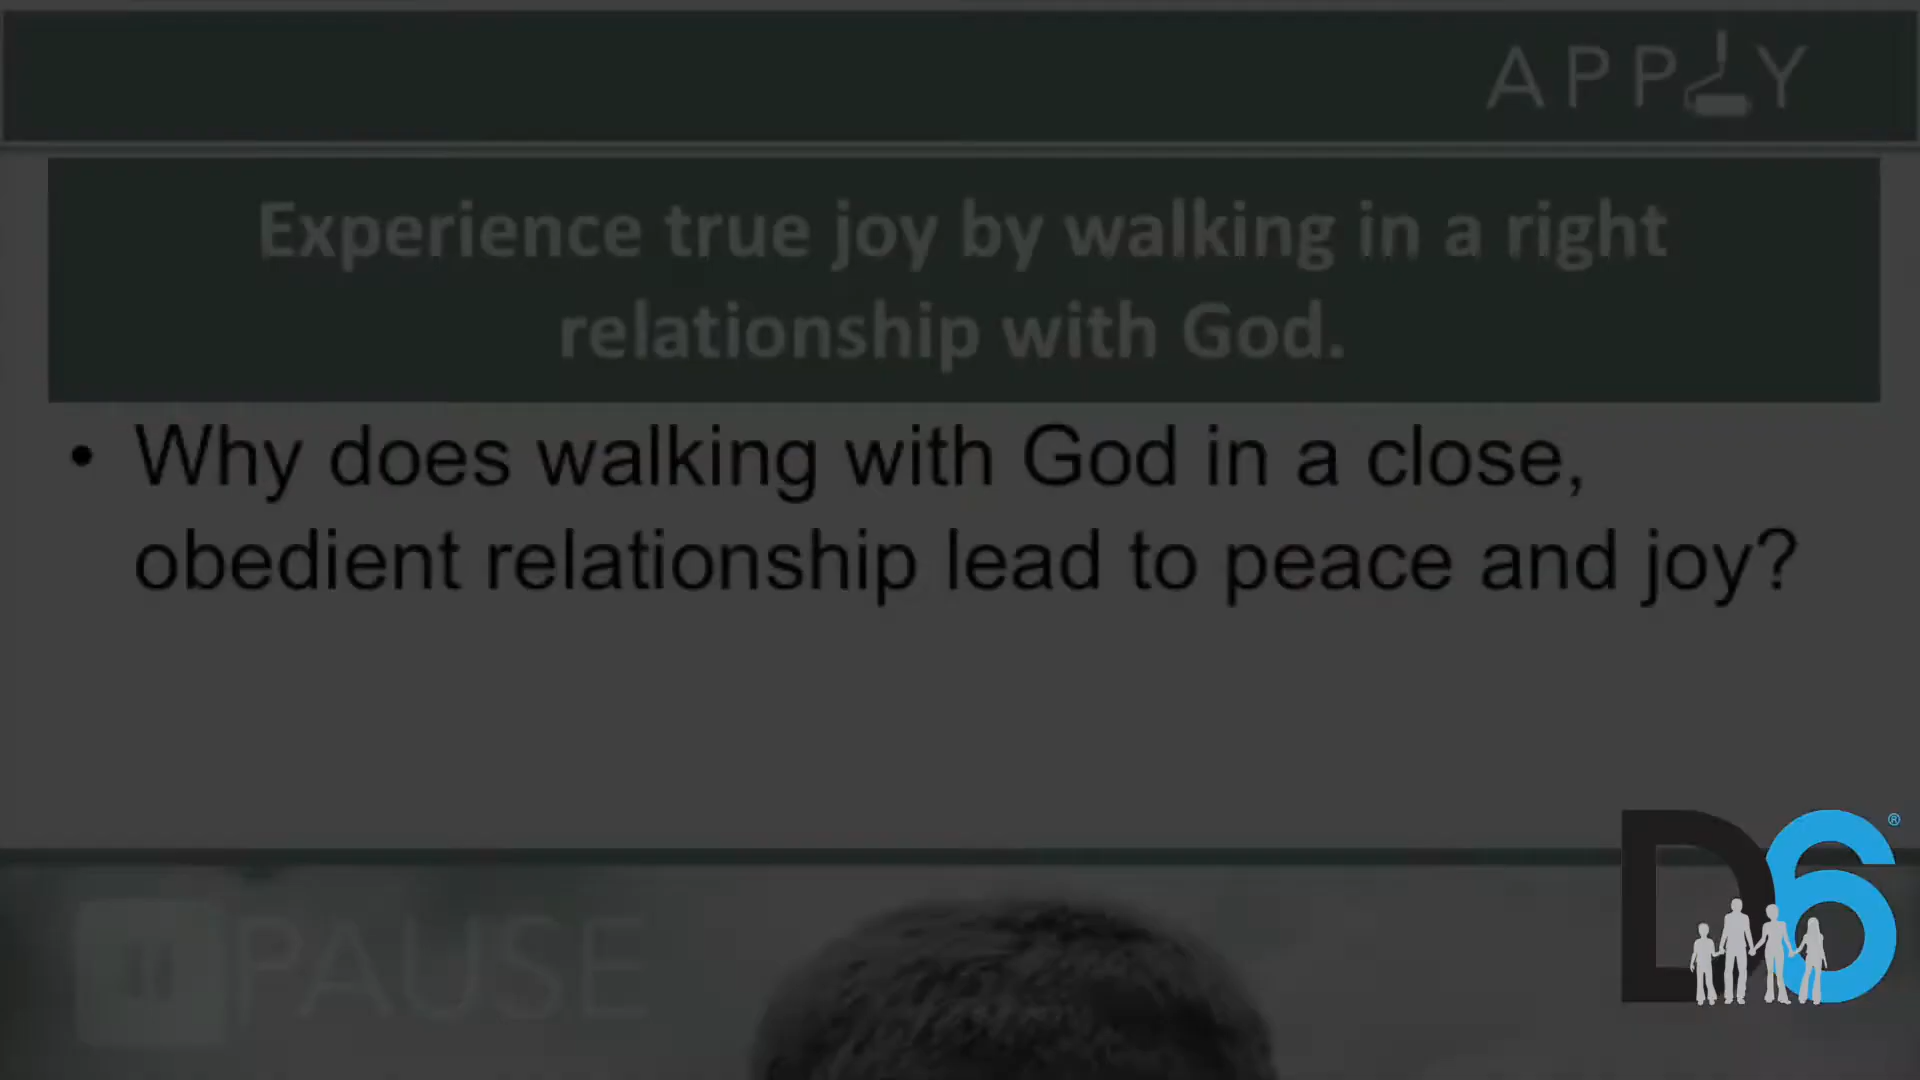 APPLY
Experience true joy by walking in a right
relationship with God.
• Why does walking with God in a close,
obedient relationship lead to peace and joy?
PAUSE
D6®